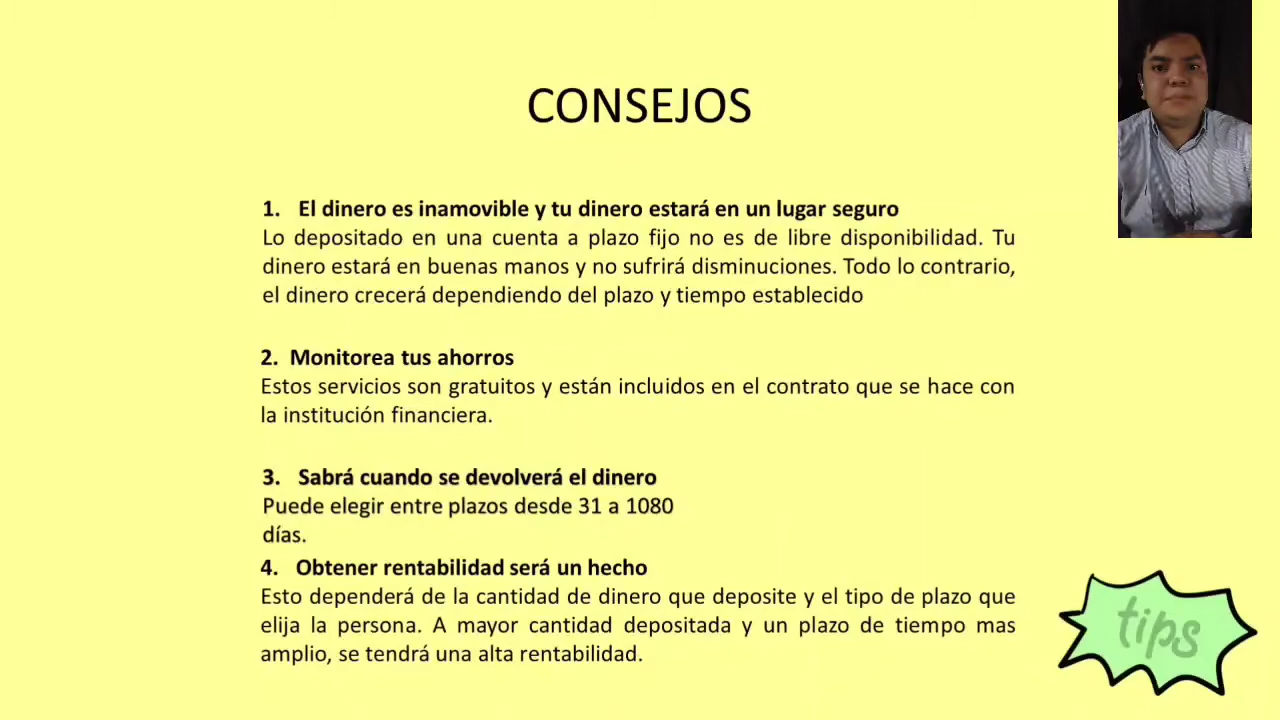 CONSEJOS
1. El dinero es inamovible y tu dinero estará en un lugar seguro
Lo depositado en una cuenta a plazo fijo no es de libre disponibilidad. Tu
dinero estará en buenas manos y no sufrirá disminuciones. Todo lo contrario,
el dinero crecerá dependiendo del plazo y tiempo establecido
2. Monitorea tus ahorros
Estos servicios son gratuitos y están incluidos en el contrato que se hace con
la institución financiera.
3. Sabrá cuando se devolverá el dinero
Puede elegir entre plazos desde 31 a 1080
días.
4. Obtener rentabilidad será un hecho
Esto dependerá de la cantidad de dinero que deposite y el tipo de plazo que
elija la persona. A mayor cantidad depositada y un plazo de tiempo mas
amplio, se tendrá una alta rentabilidad.
tips